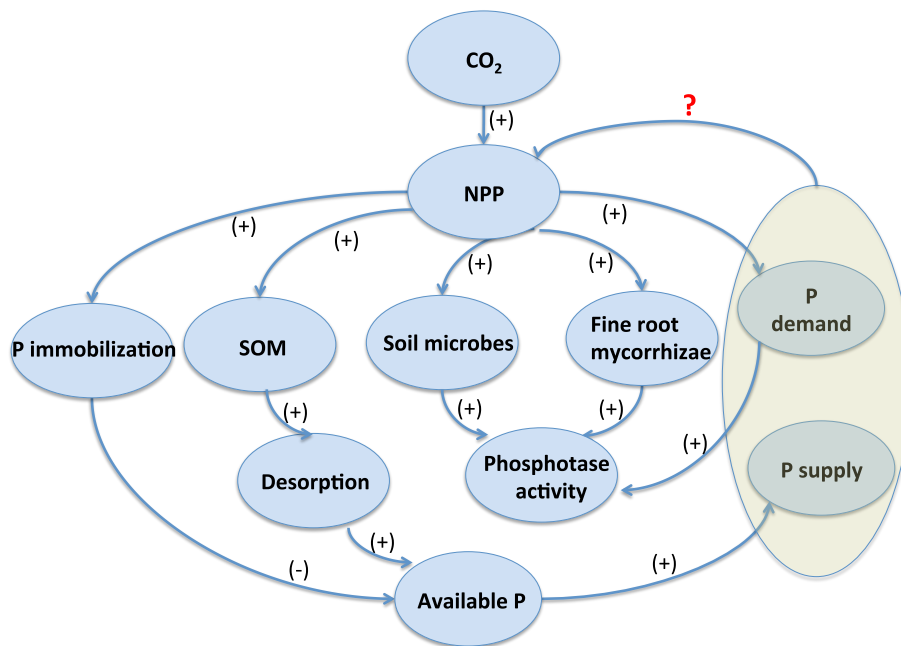 CO₂
?
(+)
NPP
(+)
(+)
(+)
(+)
(+)
P immobilization
SOM
Soil microbes
Fine root
mycorrhizae
P
demand
(+)
(+)
(+)
(+)
Desorption
Phosphotase
activity
P supply
(+)
(+)
(-)
Available P